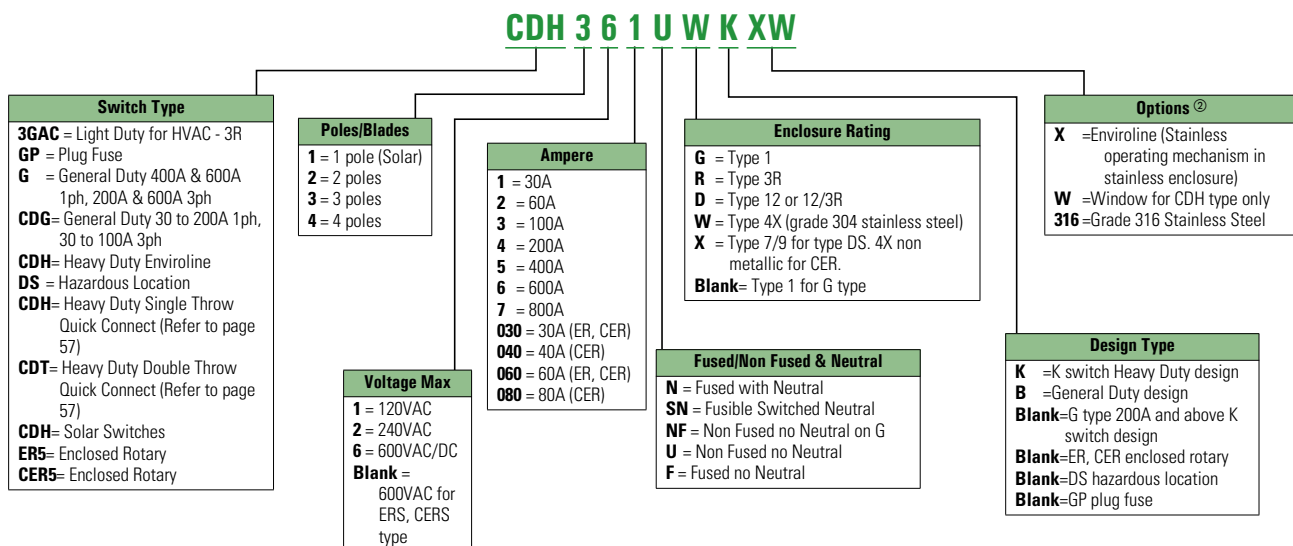 CDH 3 6 1 U W K XW
Switch Type
3GAC = Light Duty for HVAC - 3R
GP = Plug Fuse
G = General Duty 400A & 600A
1ph, 200A & 600A 3ph
CDG= General Duty 30 to 200A 1ph,
30 to 100A 3ph
CDH= Heavy Duty Enviroline
DS = Hazardous Location
CDH= Heavy Duty Single Throw
Quick Connect (Refer to page
57)
CDT= Heavy Duty Double Throw
Quick Connect (Refer to page
57)
CDH= Solar Switches
ER5= Enclosed Rotary
CER5= Enclosed Rotary
Poles/Blades
1 = 1 pole (Solar)
2 = 2 poles
3 = 3 poles
4 = 4 poles
Voltage Max
1 = 120VAC
2 = 240VAC
6 = 600VAC/DC
Blank =
600VAC for
ERS, CERS
type
Ampere
1 = 30A
2 = 60A
3 = 100A
4 = 200A
5 = 400A
6 = 600A
7 = 800A
030 = 30A (ER, CER)
040 = 40A (CER)
060 = 60A (ER, CER)
080 = 80A (CER)
Fused/Non Fused & Neutral
N = Fused with Neutral
SN = Fusible Switched Neutral
NF = Non Fused no Neutral on G
U = Non Fused no Neutral
F = Fused no Neutral
Enclosure Rating
G = Type 1
R = Type 3R
D = Type 12 or 12/3R
W = Type 4X (grade 304 stainless steel)
X = Type 7/9 for type DS. 4X non
metallic for CER.
Blank= Type 1 for G type
Design Type
K =K switch Heavy Duty design
B =General Duty design
Blank=G type 200A and above K
switch design
Blank=ER, CER enclosed rotary
Blank=DS hazardous location
Blank=GP plug fuse
Options ②
X =Enviroline (Stainless
operating mechanism in
stainless enclosure)
W =Window for CDH type only
316 =Grade 316 Stainless Steel